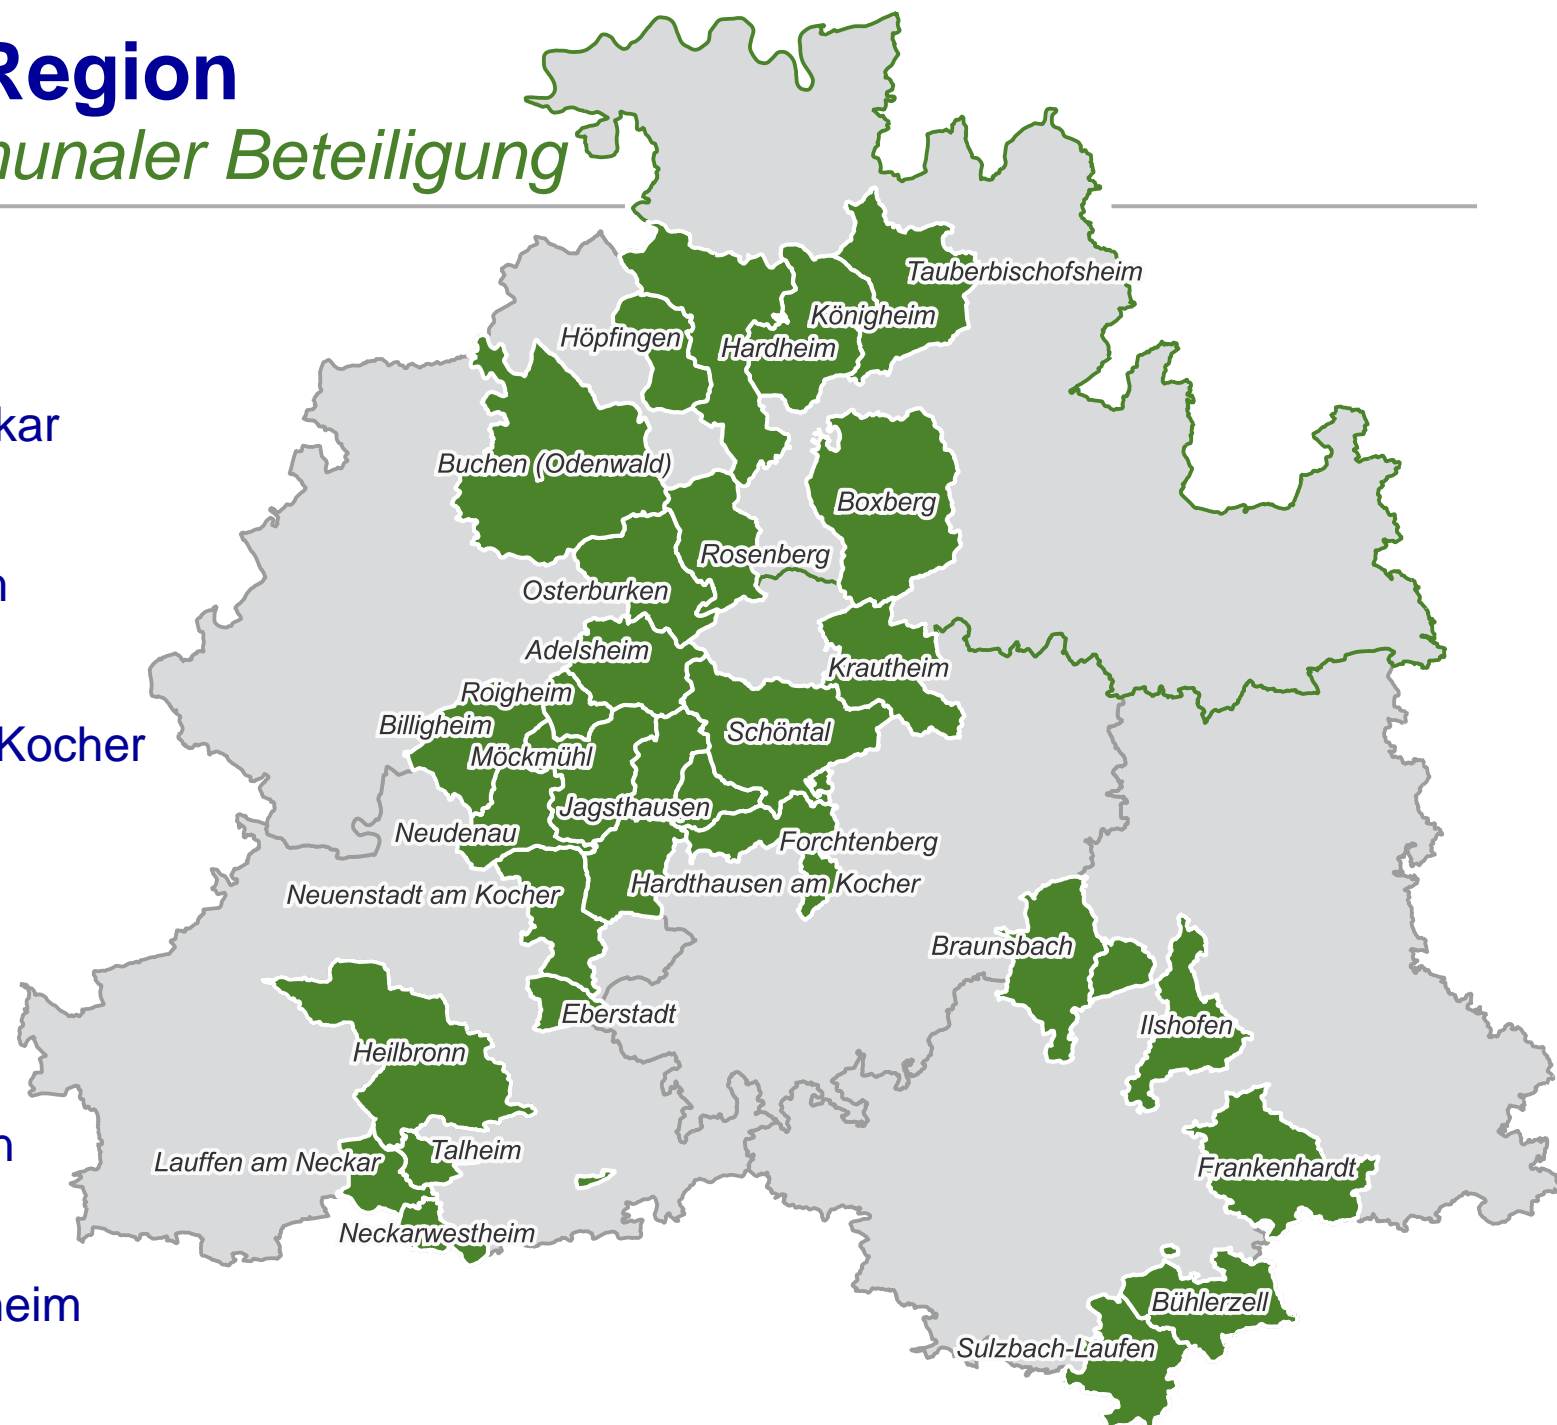 Region
unaler Beteiligung
kar
n
Kocher
n
heim
Tauberbischofsheim
Königheim
Höpfingen
Hardheim
Buchen (Odenwald)
Boxberg
Rosenberg
Osterburken
Adelsheim
Krautheim
Roigheim
Billigheim
Schöntal
Möckmühl
Jagsthausen
Neudenau
Forchtenberg
Hardthausen am Kocher
Neuenstadt am Kocher
Braunsbach
Eberstadt
Ilshofen
Heilbronn
Talheim
Lauffen am Neckar
Frankenhardt
Neckarwestheim
Bühlerzell
Sulzbach-Laufen